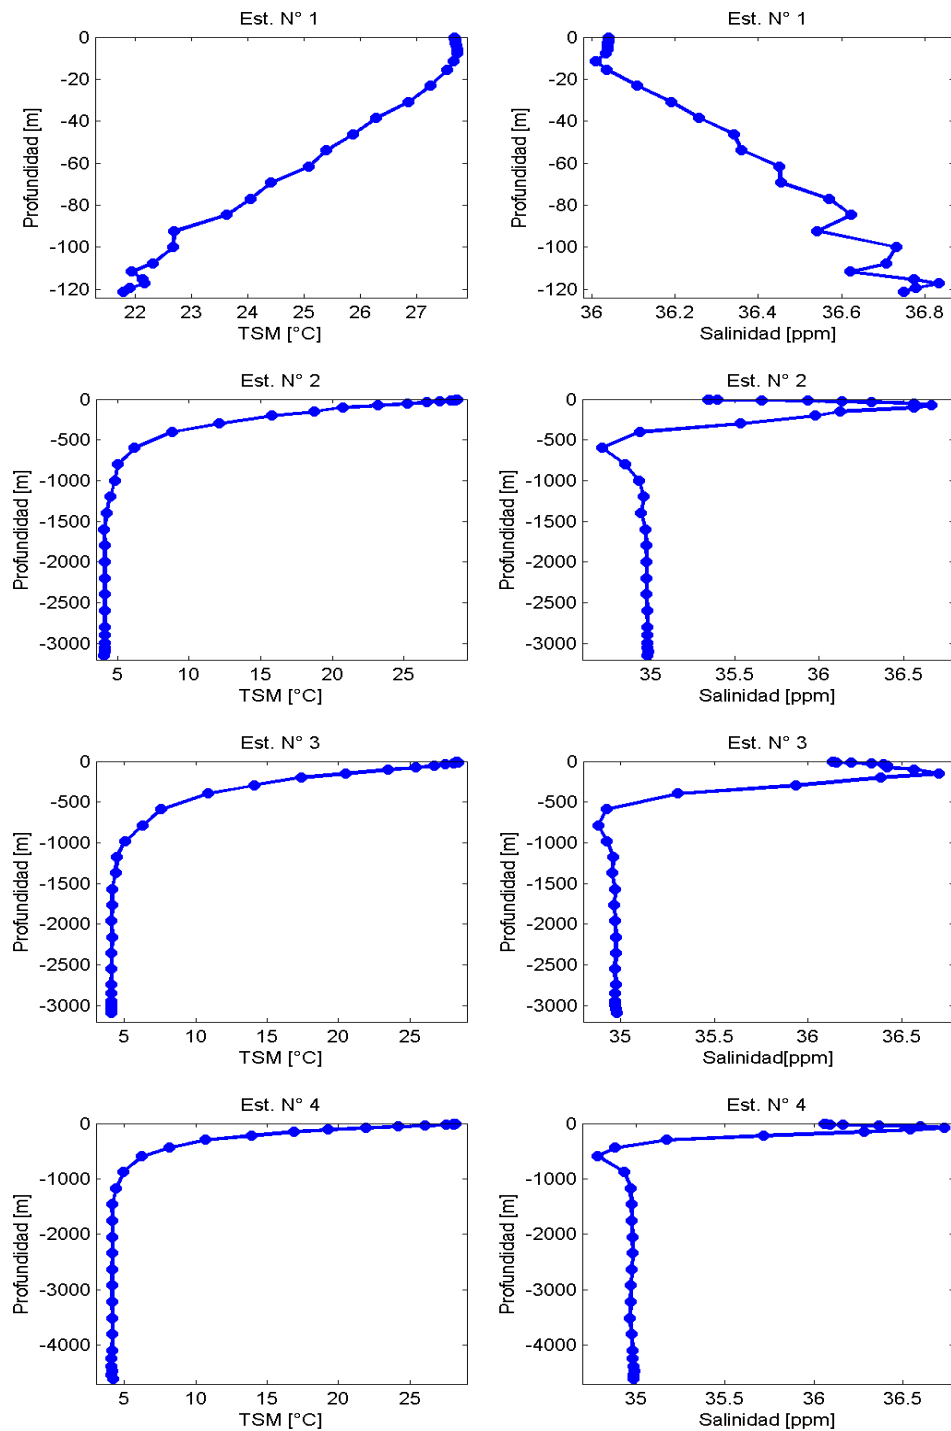 Est. N° 1
Profundidad [m]
0
-20
-40
-60
-80
-100
-120
22 23 24 25 26 27
TSM [°C]
Est. N° 1
Profundidad [m]
0
-20
-40
-60
-80
-100
-120
36 36.2 36.4 36.6 36.8
Salinidad [ppm]
Est. N° 2
Profundidad [m]
0
-500
-1000
-1500
-2000
-2500
-3000
5 10 15 20 25
TSM [°C]
Est. N° 2
Profundidad [m]
0
-500
-1000
-1500
-2000
-2500
-3000
35 35.5 36 36.5
Salinidad [ppm]
Est. N° 3
Profundidad [m]
0
-500
-1000
-1500
-2000
-2500
-3000
5 10 15 20 25
TSM [°C]
Est. N° 3
Profundidad [m]
0
-500
-1000
-1500
-2000
-2500
-3000
35 35.5 36 36.5
Salinidad[ppm]
Est. N° 4
Profundidad [m]
0
-1000
-2000
-3000
-4000
5 10 15 20 25
TSM [°C]
Est. N° 4
Profundidad [m]
0
-1000
-2000
-3000
-4000
35 35.5 36 36.5
Salinidad [ppm]